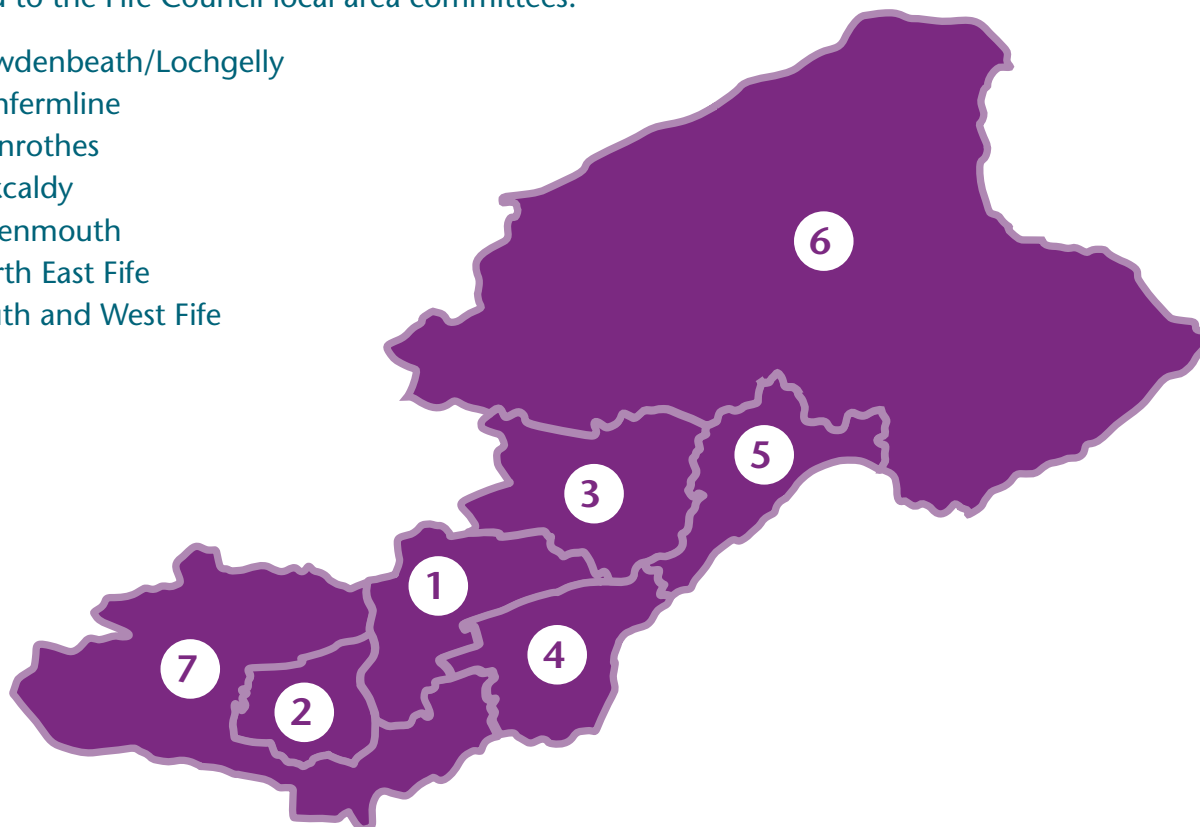 to the Fife Council local area committees:
wdenbeath/Lochgelly
nfermline
nrothes
caldy
enmouth
rth East Fife
th and West Fife
6
5
3
1
4
7
2